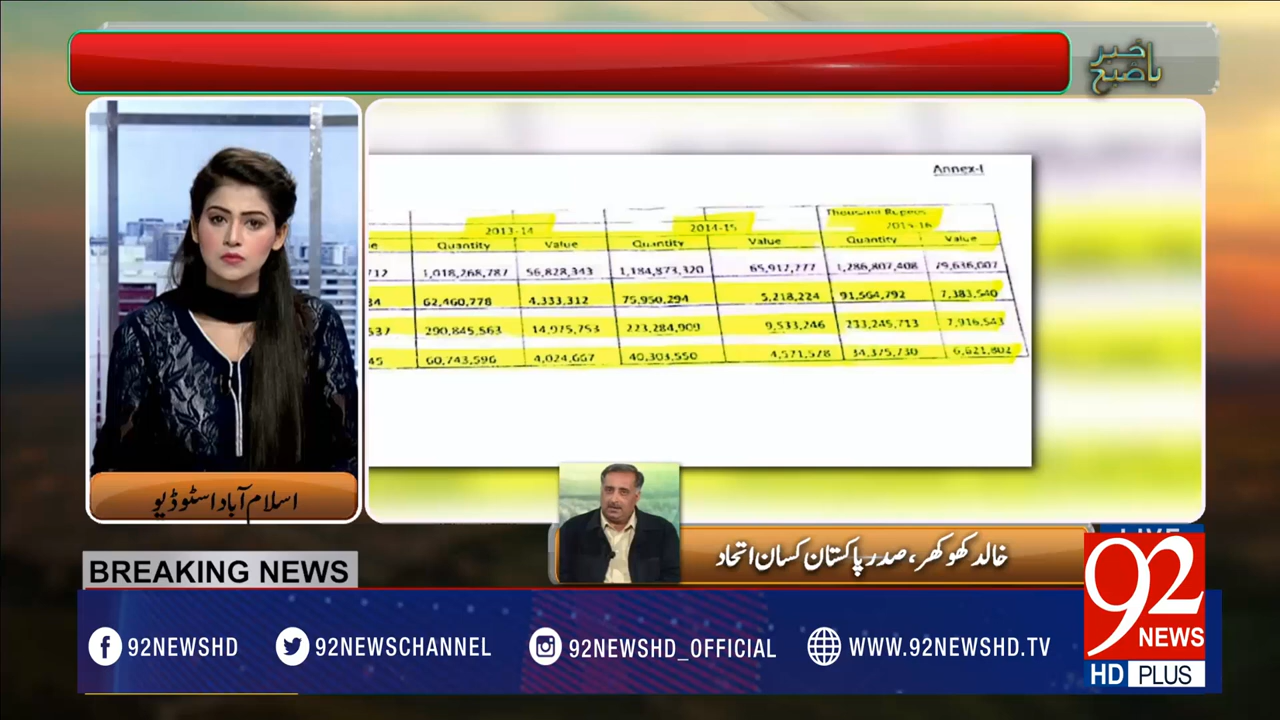 باخبر صبح
Annex-I
Thousand Rupees
2013-14 2014-15 2015-16
Quantity Value Quantity Value Quantity Value
712 1,018,268,787 56,828,343 1,184,873,320 65,917,777 1,286,807,408 79,636,007
34 62,460,778 4,333,312 75,950,294 5,218,224 91,564,792 7,383,540
537 290,845,563 14,975,753 223,284,909 9,533,246 233,245,713 7,916,543
45 60,743,596 4,024,667 40,303,550 4,571,578 34,375,730 6,621,802
اسلام آباد اسٹوڈیو
خالد کھوکھر، صدر پاکستان کسان اتحاد
LIVE
BREAKING NEWS
92NEWSHD 92NEWSCHANNEL 92NEWSHD_OFFICIAL WWW.92NEWSHD.TV
92
NEWS
HD PLUS